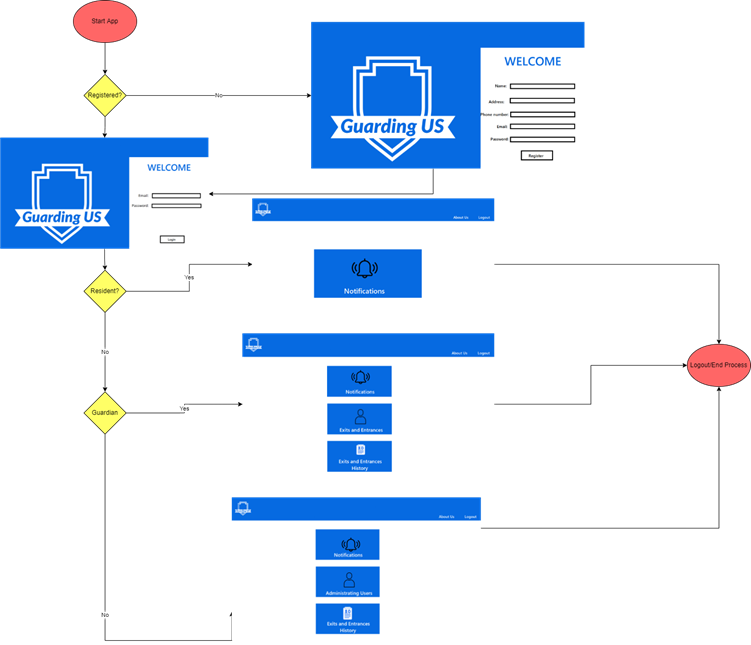 Start App
Registered?
No
Guarding US
WELCOME
Name:
Address:
Phone number:
Email:
Password:
Register
Guarding US
WELCOME
Email:
Password:
Login
About Us Logout
Resident?
Yes
Notifications
No
About Us Logout
Notifications
Exits and Entrances
Exits and Entrances
History
Logout/End Process
Guardian
Yes
About Us Logout
Notifications
Administrating Users
Exits and Entrances
History
No